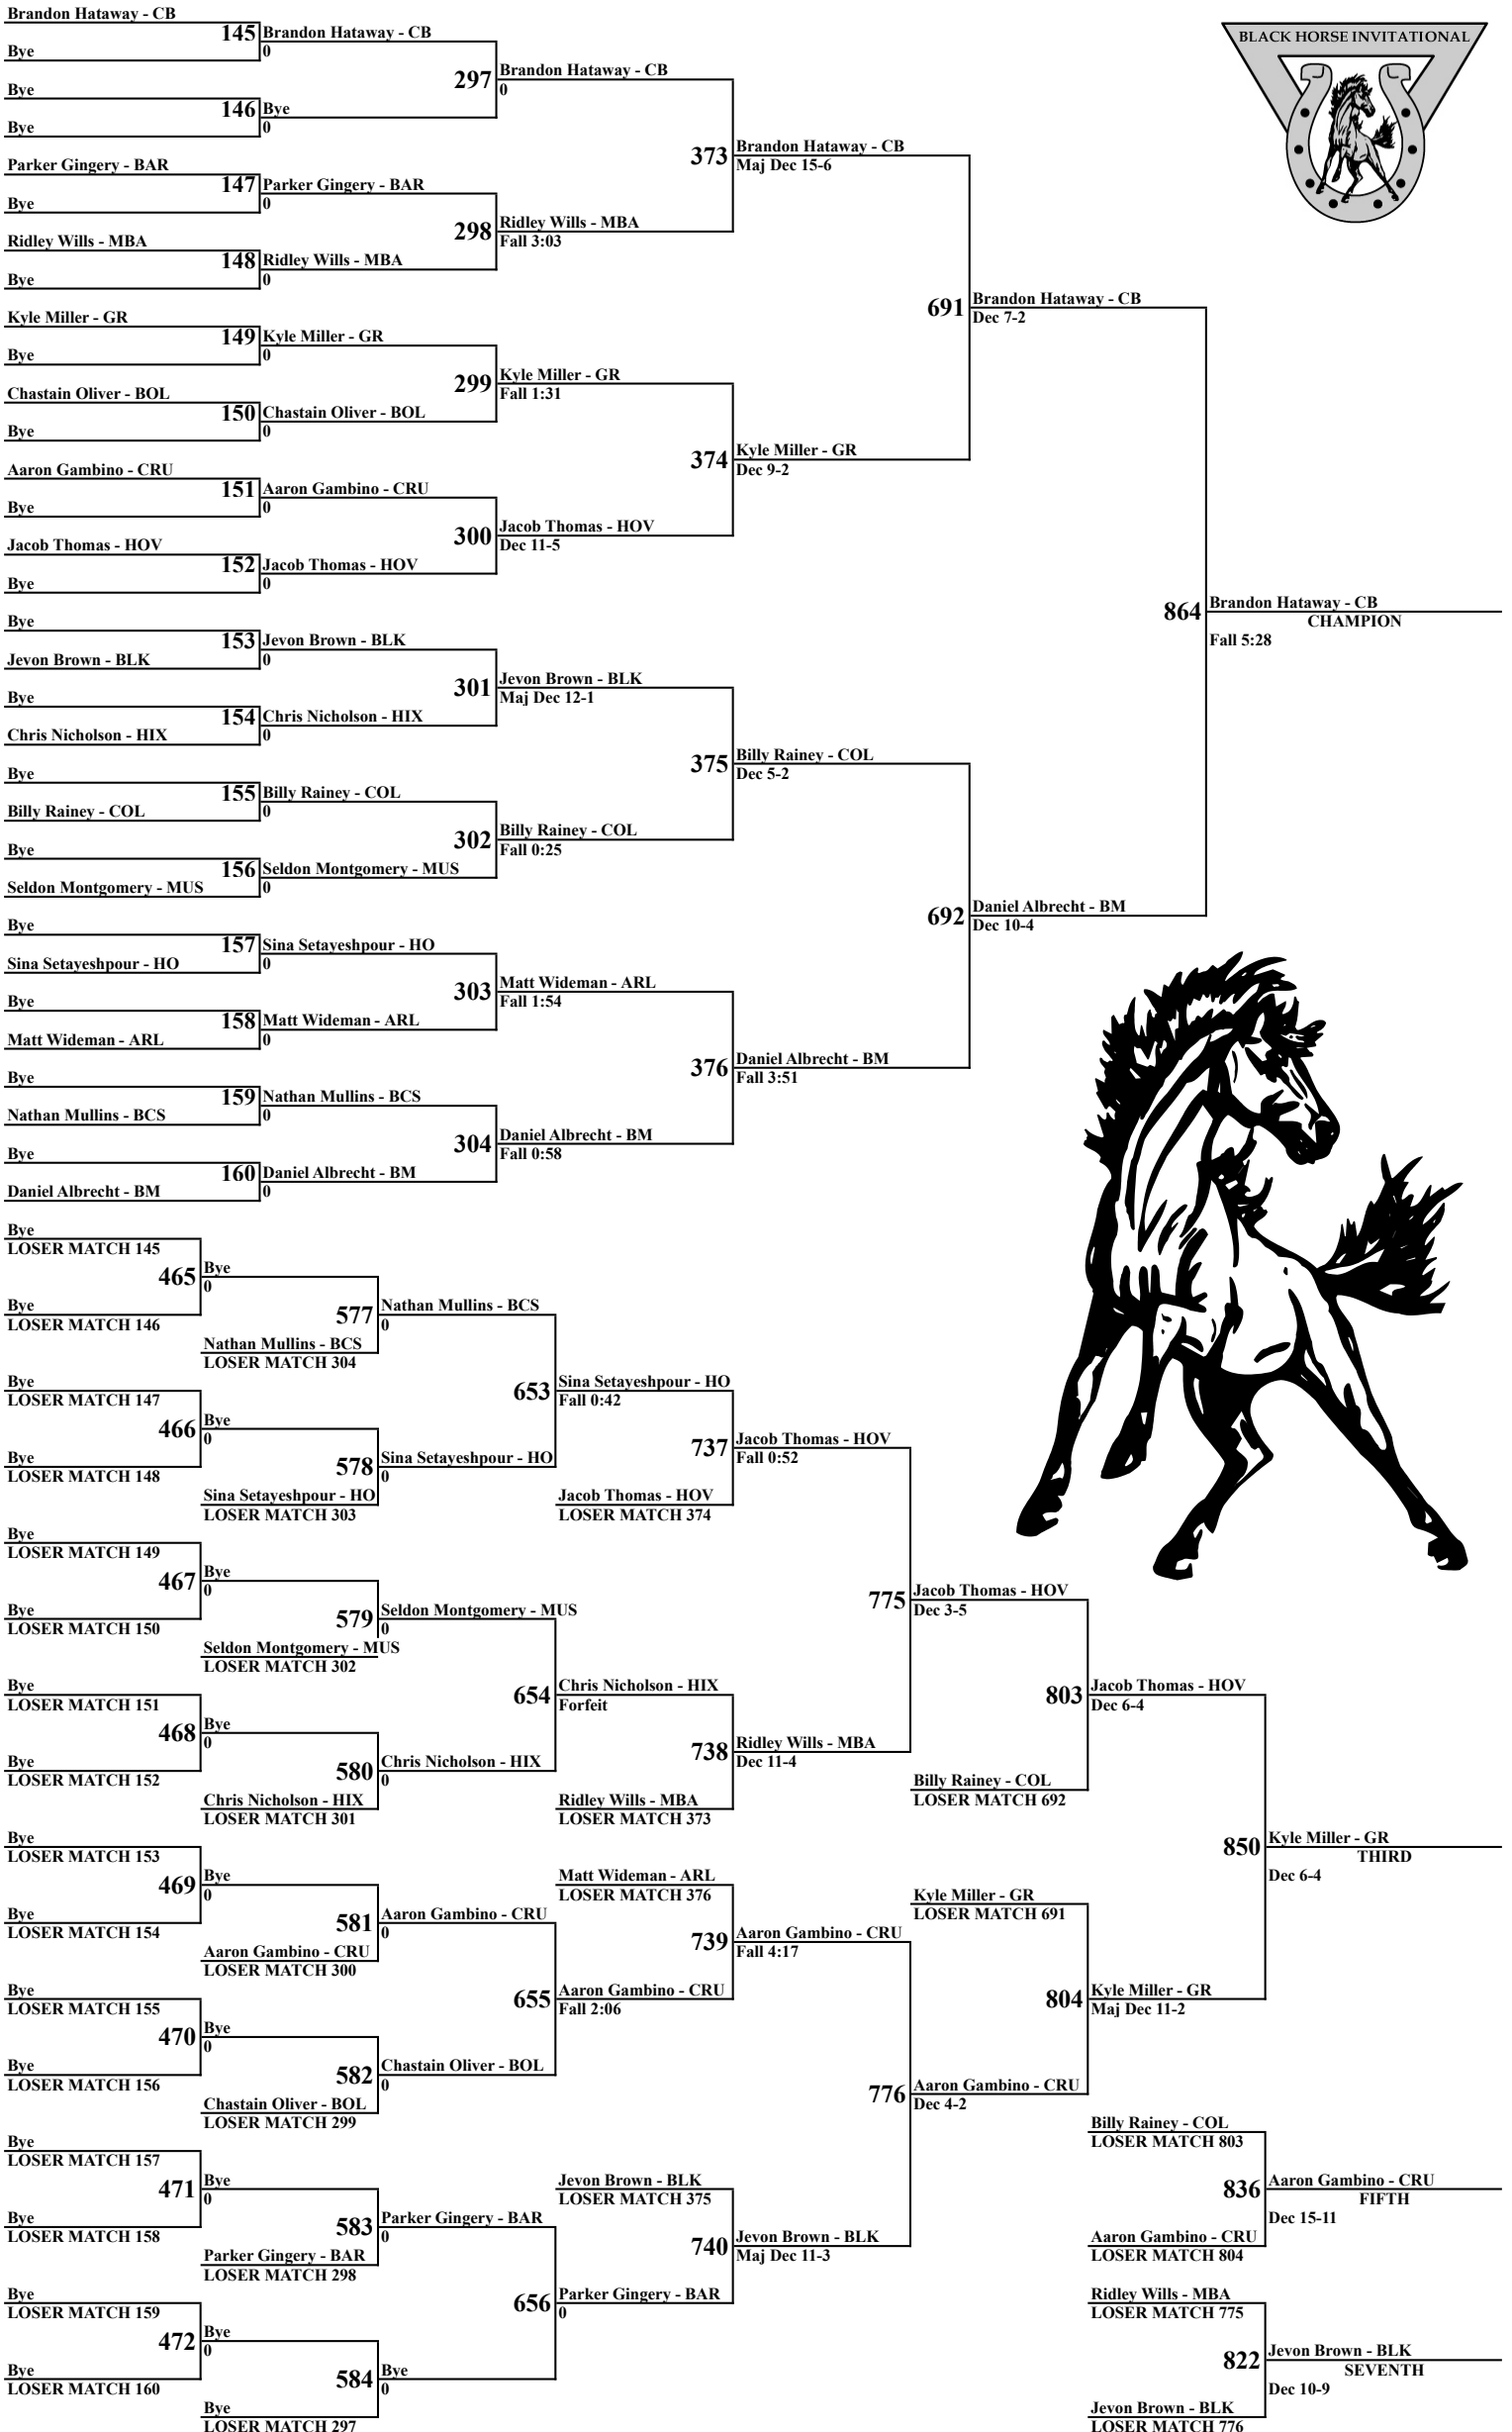 Brandon Hataway - CB
145
Bye
Brandon Hataway - CB
0
Bye
146
Bye
Bye
0
297
Brandon Hataway - CB
0
Parker Gingery - BAR
147
Bye
Parker Gingery - BAR
0
Ridley Wills - MBA
148
Bye
Ridley Wills - MBA
0
298
Ridley Wills - MBA
Fall 3:03
373
Brandon Hataway - CB
Maj Dec 15-6
Kyle Miller - GR
149
Bye
Kyle Miller - GR
0
Chastain Oliver - BOL
150
Bye
Chastain Oliver - BOL
0
299
Kyle Miller - GR
Fall 1:31
Aaron Gambino - CRU
151
Bye
Aaron Gambino - CRU
0
Jacob Thomas - HOV
152
Bye
Jacob Thomas - HOV
0
300
Jacob Thomas - HOV
Dec 11-5
374
Kyle Miller - GR
Dec 9-2
691
Brandon Hataway - CB
Dec 7-2
Bye
153
Jevon Brown - BLK
Jevon Brown - BLK
0
Bye
154
Chris Nicholson - HIX
Chris Nicholson - HIX
0
301
Jevon Brown - BLK
Maj Dec 12-1
Bye
155
Billy Rainey - COL
Billy Rainey - COL
0
Bye
156
Seldon Montgomery - MUS
Seldon Montgomery - MUS
0
302
Billy Rainey - COL
Fall 0:25
375
Billy Rainey - COL
Dec 5-2
Bye
157
Sina Setayeshpour - HO
Sina Setayeshpour - HO
0
Bye
158
Matt Wideman - ARL
Matt Wideman - ARL
0
303
Matt Wideman - ARL
Fall 1:54
Bye
159
Nathan Mullins - BCS
Nathan Mullins - BCS
0
Bye
160
Daniel Albrecht - BM
Daniel Albrecht - BM
0
304
Daniel Albrecht - BM
Fall 0:58
376
Daniel Albrecht - BM
Fall 3:51
692
Daniel Albrecht - BM
Dec 10-4
864
Brandon Hataway - CB
CHAMPION
Fall 5:28
BLACK HORSE INVITATIONAL
Bye
LOSER MATCH 145
465
Bye
LOSER MATCH 146
Bye
0
577
Nathan Mullins - BCS
LOSER MATCH 304
Nathan Mullins - BCS
0
Bye
LOSER MATCH 147
466
Bye
LOSER MATCH 148
Bye
0
578
Sina Setayeshpour - HO
LOSER MATCH 303
Sina Setayeshpour - HO
0
653
Sina Setayeshpour - HO
Fall 0:42
Jacob Thomas - HOV
LOSER MATCH 374
737
Jacob Thomas - HOV
Fall 0:52
Bye
LOSER MATCH 149
467
Bye
LOSER MATCH 150
Bye
0
579
Seldon Montgomery - MUS
LOSER MATCH 302
Seldon Montgomery - MUS
0
Bye
LOSER MATCH 151
468
Bye
LOSER MATCH 152
Bye
0
580
Chris Nicholson - HIX
LOSER MATCH 301
Chris Nicholson - HIX
0
654
Chris Nicholson - HIX
Forfeit
Ridley Wills - MBA
LOSER MATCH 373
738
Ridley Wills - MBA
Dec 11-4
775
Jacob Thomas - HOV
Dec 3-5
Billy Rainey - COL
LOSER MATCH 692
803
Jacob Thomas - HOV
Dec 6-4
Bye
LOSER MATCH 153
469
Bye
LOSER MATCH 154
Bye
0
581
Aaron Gambino - CRU
LOSER MATCH 300
Aaron Gambino - CRU
0
Bye
LOSER MATCH 155
470
Bye
LOSER MATCH 156
Bye
0
582
Chastain Oliver - BOL
LOSER MATCH 299
Chastain Oliver - BOL
0
655
Aaron Gambino - CRU
Fall 2:06
Matt Wideman - ARL
LOSER MATCH 376
739
Aaron Gambino - CRU
Fall 4:17
Bye
LOSER MATCH 157
471
Bye
LOSER MATCH 158
Bye
0
583
Parker Gingery - BAR
LOSER MATCH 298
Parker Gingery - BAR
0
Bye
LOSER MATCH 159
472
Bye
LOSER MATCH 160
Bye
0
584
Bye
LOSER MATCH 297
Bye
0
656
Parker Gingery - BAR
0
Jevon Brown - BLK
LOSER MATCH 375
740
Jevon Brown - BLK
Maj Dec 11-3
776
Aaron Gambino - CRU
Dec 4-2
Kyle Miller - GR
LOSER MATCH 691
804
Kyle Miller - GR
Maj Dec 11-2
850
Kyle Miller - GR
THIRD
Dec 6-4
Billy Rainey - COL
LOSER MATCH 803
836
Aaron Gambino - CRU
FIFTH
Dec 15-11
Aaron Gambino - CRU
LOSER MATCH 804
Ridley Wills - MBA
LOSER MATCH 775
822
Jevon Brown - BLK
SEVENTH
Dec 10-9
Jevon Brown - BLK
LOSER MATCH 776